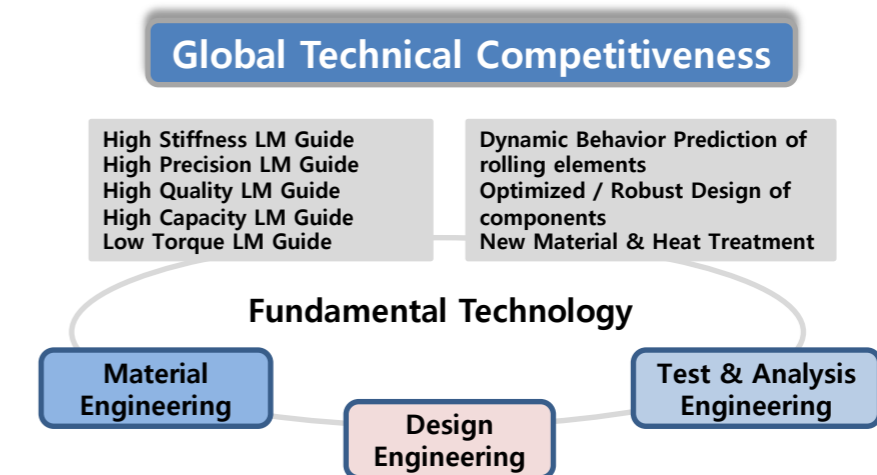 Global Technical Competitiveness
High Stiffness LM Guide
High Precision LM Guide
High Quality LM Guide
High Capacity LM Guide
Low Torque LM Guide
Dynamic Behavior Prediction of
rolling elements
Optimized / Robust Design of
components
New Material & Heat Treatment
Fundamental Technology
Material
Engineering
Design
Engineering
Test & Analysis
Engineering